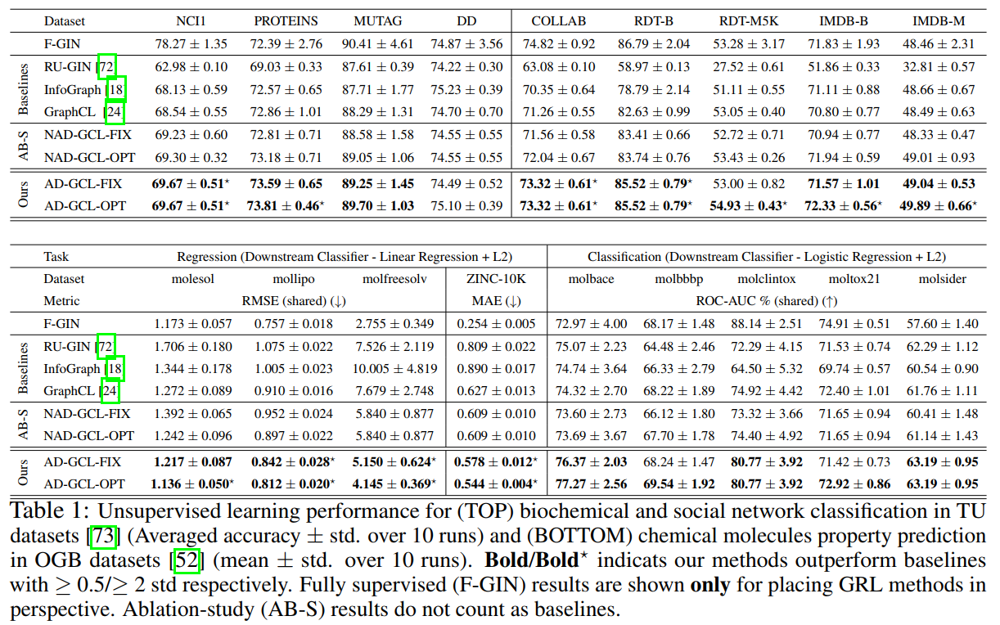 Dataset NCI1 PROTEINS MUTAG DD COLLAB RDT-B RDT-M5K IMDB-B IMDB-M
F-GIN 78.27 ± 1.35 72.39 ± 2.76 90.41 ± 4.61 74.87 ± 3.56 74.82 ± 0.92 86.79 ± 2.04 53.28 ± 3.17 71.83 ± 1.93 48.46 ± 2.31
Baselines
RU-GIN [72] 62.98 ± 0.10 69.03 ± 0.33 87.61 ± 0.39 74.22 ± 0.30 63.08 ± 0.10 58.97 ± 0.13 27.52 ± 0.61 51.86 ± 0.33 32.81 ± 0.57
InfoGraph [18] 68.13 ± 0.59 72.57 ± 0.65 87.71 ± 1.77 75.23 ± 0.39 70.35 ± 0.64 78.79 ± 2.14 51.11 ± 0.55 71.11 ± 0.88 48.66 ± 0.67
GraphCL [24] 68.54 ± 0.55 72.86 ± 1.01 88.29 ± 1.31 74.70 ± 0.70 71.26 ± 0.55 82.63 ± 0.99 53.05 ± 0.40 70.80 ± 0.77 48.49 ± 0.63
AB-S
NAD-GCL-FIX 69.23 ± 0.60 72.81 ± 0.71 88.58 ± 1.58 74.55 ± 0.55 71.56 ± 0.58 83.41 ± 0.66 52.72 ± 0.71 70.94 ± 0.77 48.33 ± 0.47
NAD-GCL-OPT 69.30 ± 0.32 73.18 ± 0.71 89.05 ± 1.06 74.55 ± 0.55 72.04 ± 0.67 83.74 ± 0.76 53.43 ± 0.26 71.94 ± 0.59 49.01 ± 0.93
Ours
AD-GCL-FIX 69.67 ± 0.51* 73.59 ± 0.65 89.25 ± 1.45 74.49 ± 0.52 73.32 ± 0.61* 85.52 ± 0.79* 53.00 ± 0.82 71.57 ± 1.01 49.04 ± 0.53
AD-GCL-OPT 69.67 ± 0.51* 73.81 ± 0.46* 89.70 ± 1.03 75.10 ± 0.39 73.32 ± 0.61* 85.52 ± 0.79* 54.93 ± 0.43* 72.33 ± 0.56* 49.89 ± 0.66*
Task Regression (Downstream Classifier - Linear Regression + L2) Classification (Downstream Classifier - Logistic Regression + L2)
Dataset molesol mollipo molfreesolv ZINC-10K molbace molbbbp molclintox moltox21 molsider
Metric RMSE (shared) (↓) MAE (↓) ROC-AUC % (shared) (↑)
F-GIN 1.173 ± 0.057 0.757 ± 0.018 2.755 ± 0.349 0.254 ± 0.005 72.97 ± 4.00 68.17 ± 1.48 88.14 ± 2.51 74.91 ± 0.51 57.60 ± 1.40
Baselines
RU-GIN [72] 1.706 ± 0.180 1.075 ± 0.022 7.526 ± 2.119 0.809 ± 0.022 75.07 ± 2.23 64.48 ± 2.46 72.29 ± 4.15 71.53 ± 0.74 62.29 ± 1.12
InfoGraph [18] 1.344 ± 0.178 1.005 ± 0.023 10.005 ± 4.819 0.890 ± 0.017 74.74 ± 3.64 66.33 ± 2.79 64.50 ± 5.32 69.74 ± 0.57 60.54 ± 0.90
GraphCL [24] 1.272 ± 0.089 0.910 ± 0.016 7.679 ± 2.748 0.627 ± 0.013 74.32 ± 2.70 68.22 ± 1.89 74.92 ± 4.42 72.40 ± 1.01 61.76 ± 1.11
AB-S
NAD-GCL-FIX 1.392 ± 0.065 0.952 ± 0.024 5.840 ± 0.877 0.609 ± 0.010 73.60 ± 2.73 66.12 ± 1.80 73.32 ± 3.66 71.65 ± 0.94 60.41 ± 1.48
NAD-GCL-OPT 1.242 ± 0.096 0.897 ± 0.022 5.840 ± 0.877 0.609 ± 0.010 73.69 ± 3.67 67.70 ± 1.78 74.40 ± 4.92 71.65 ± 0.94 61.14 ± 1.43
Ours
AD-GCL-FIX 1.217 ± 0.087 0.842 ± 0.028* 5.150 ± 0.624* 0.578 ± 0.012* 76.37 ± 2.03 68.24 ± 1.47 80.77 ± 3.92 71.42 ± 0.73 63.19 ± 0.95
AD-GCL-OPT 1.136 ± 0.050* 0.812 ± 0.020* 4.145 ± 0.369* 0.544 ± 0.004* 77.27 ± 2.56 69.54 ± 1.92 80.77 ± 3.92 72.92 ± 0.86 63.19 ± 0.95
Table 1: Unsupervised learning performance for (TOP) biochemical and social network classification in TU
datasets [73] (Averaged accuracy ± std. over 10 runs) and (BOTTOM) chemical molecules property prediction
in OGB datasets [52] (mean ± std. over 10 runs). Bold/Bold* indicats our methods outperform baselines
with ≥ 0.5/≥ 2 std respectively. Fully supervised (F-GIN) results are shown only for placing GRL methods in
perspective. Ablation-study (AB-S) results do not count as baselines.